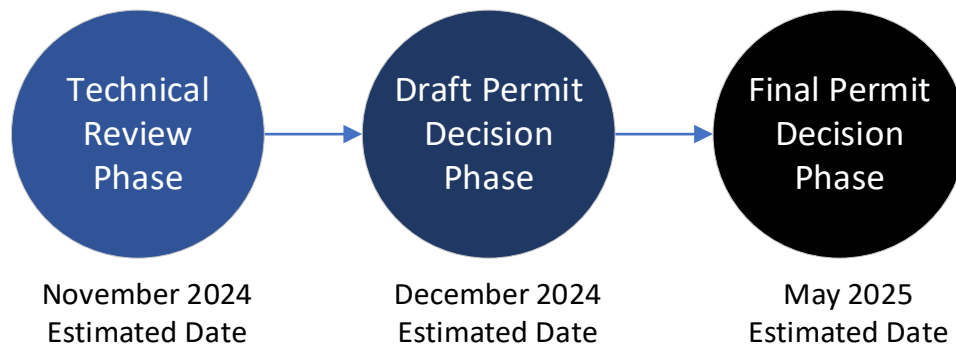 Technical
Review
Phase
Draft Permit
Decision
Phase
Final Permit
Decision
Phase
November 2024
Estimated Date
December 2024
Estimated Date
May 2025
Estimated Date